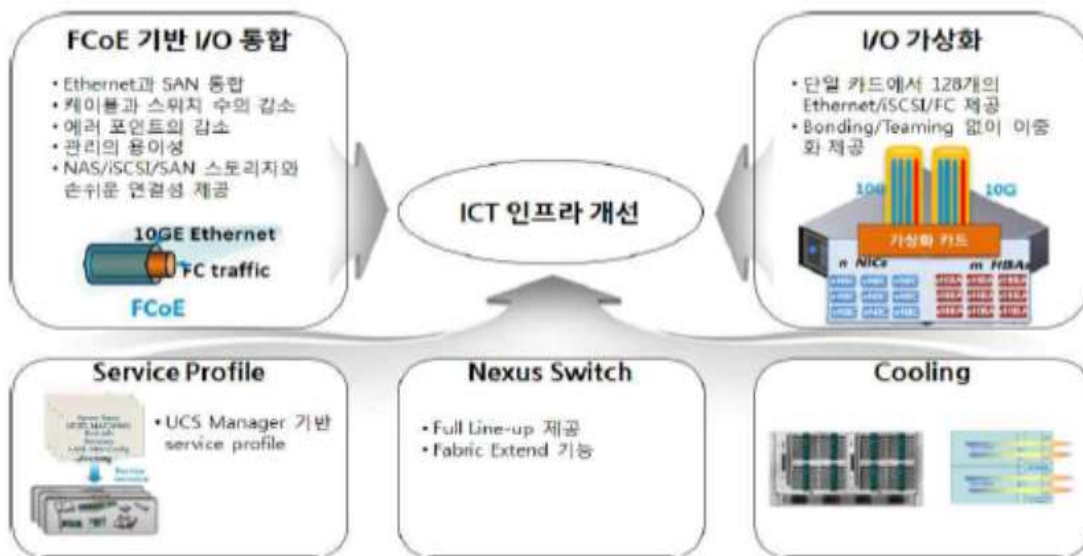 FCoE 기반 I/O 통합
• Ethernet과 SAN 통합
• 케이블과 스위치 수의 감소
• 에러 포인트의 감소
• 관리의 용이성
• NAS/iSCSI/SAN 스토리지와
손쉬운 연결성 제공
10GE Ethernet
FC traffic
FCoE
I/O 가상화
• 단일 카드에서 128개의
Ethernet/iSCSI/FC 제공
• Bonding/Teaming 없이 이중
화 제공
10G
10G
가상화 카드
n NICs
m HBAs
ICT 인프라 개선
Service Profile
• UCS Manager 기반
service profile
Nexus Switch
• Full Line-up 제공
• Fabric Extend 기능
Cooling